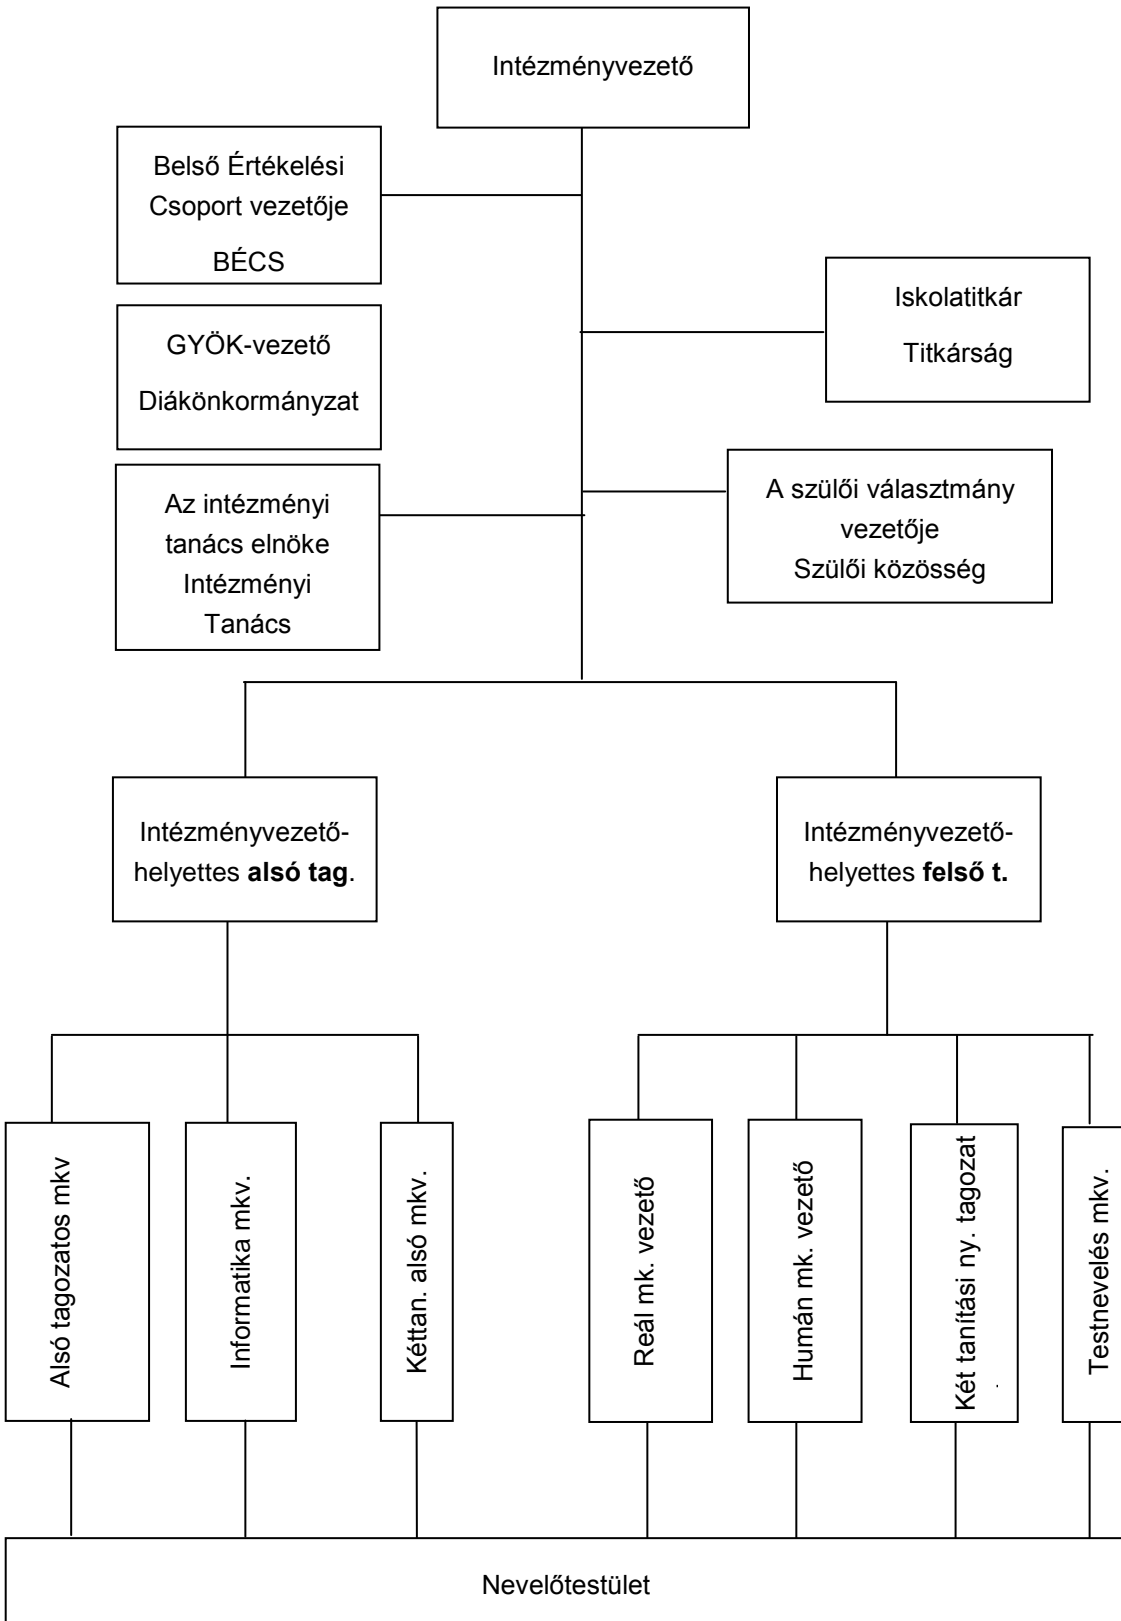 Intézményvezető
Belső Értékelési
Csoport vezetője
BÉCS
Iskolatitkár
Titkárság
GYÖK-vezető
Diákönkormányzat
Az intézményi
tanács elnöke
Intézményi
Tanács
A szülői választmány
vezetője
Szülői közösség
Intézményvezető-
helyettes alsó tag.
Intézményvezető-
helyettes felső t.
Alsó tagozatos mkv
Informatika mkv.
Kéttan. alsó mkv.
Reál mk. vezető
Humán mk. vezető
Két tanítási ny. tagozat
Testnevelés mkv.
Nevelőtestület